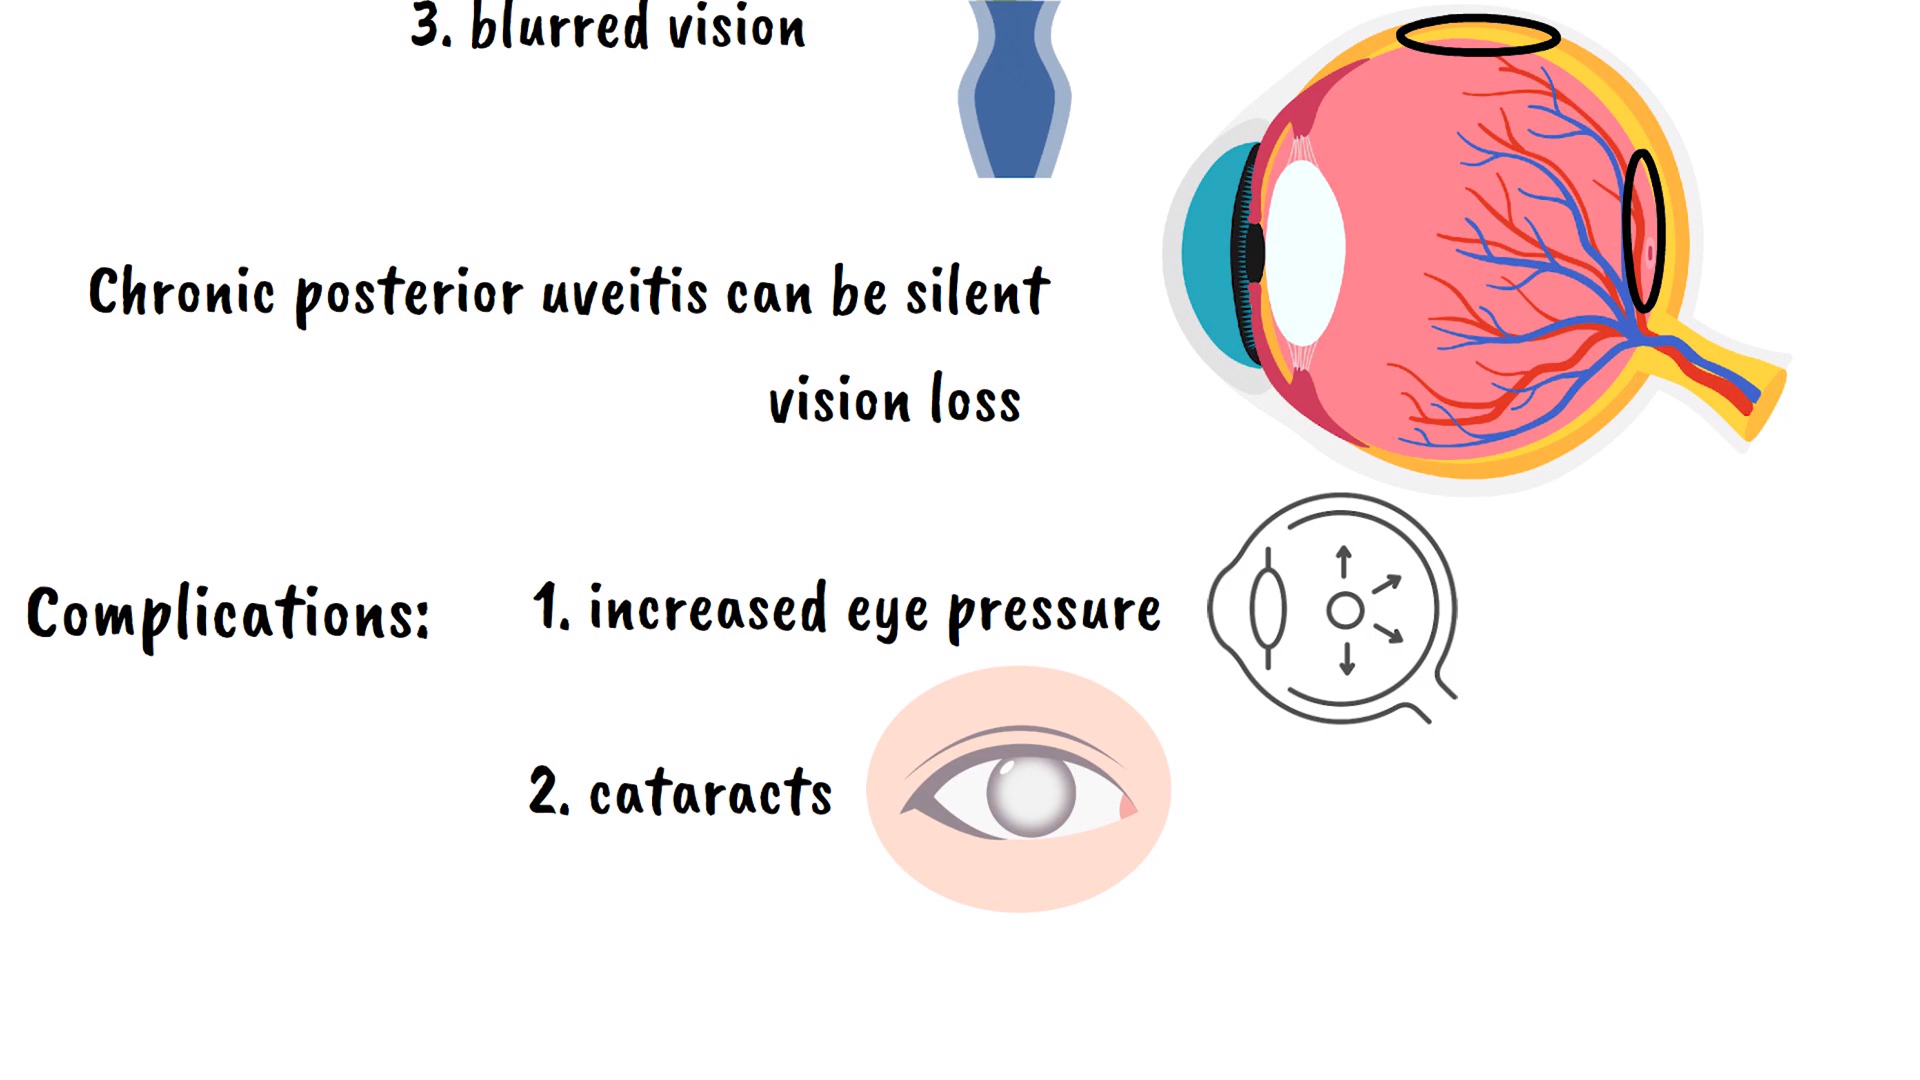 3. blurred vision
Chronic posterior uveitis can be silent
vision loss
Complications:
1. increased eye pressure
2. cataracts